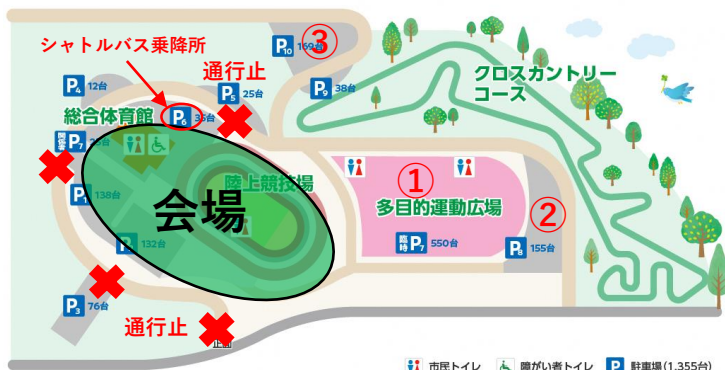 シャトルバス乗降所
P10 169台
③
通行止
クロスカントリー
コース
P4 12台
P5 25台
P9 38台
総合体育館
P6 35台
P7
138台
陸上競技場
会場
①
多目的運動広場
②
132台
臨時 P7 550台
P8 155台
P3 76台
通行止
正面
市民トイレ 障がい者トイレ P 駐車場(1,355台)